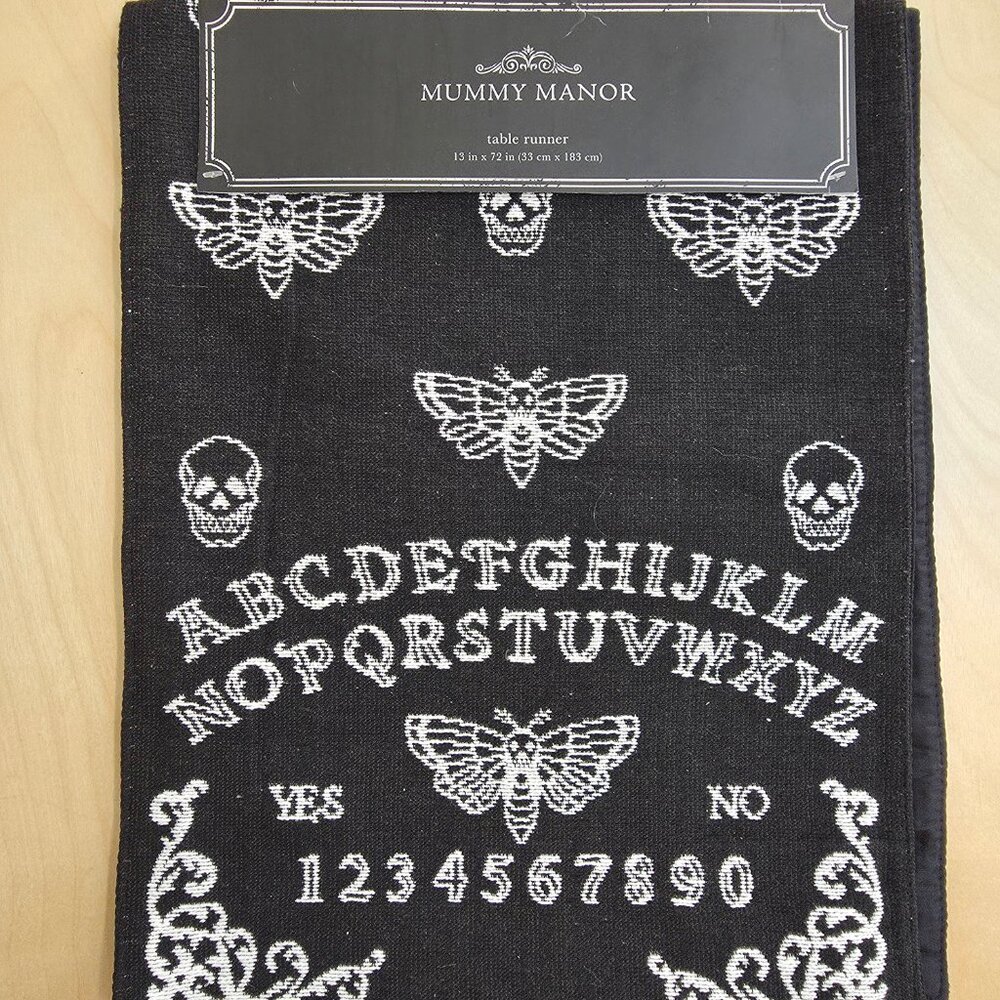 MUMMY MANOR
table runner
13 in x 72 in (33 cm x 183 cm)
ABCDEFGHIJKLM
NOPQRSTUVWXYZ
YES NO
1234567890